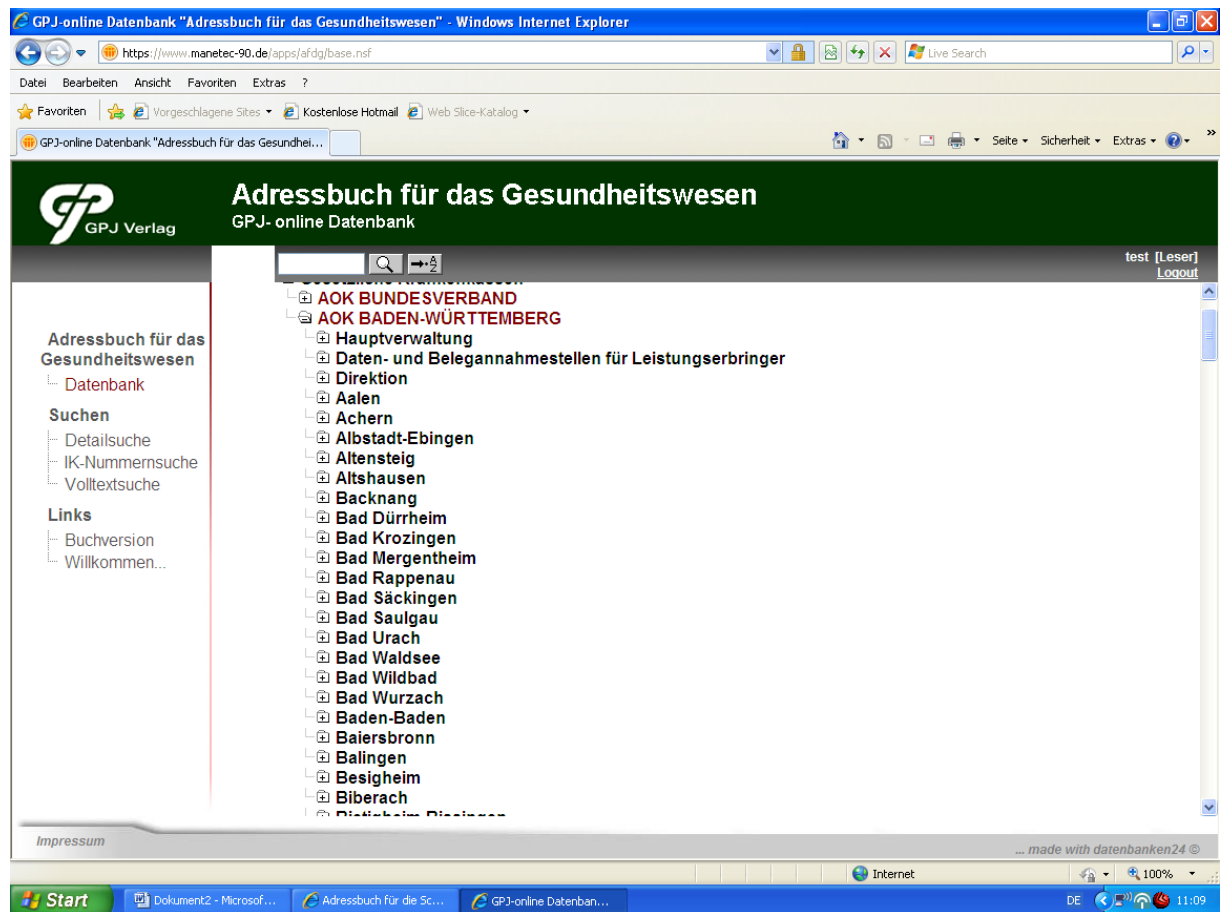 GPJ-online Datenbank "Adressbuch für das Gesundheitswesen" - Windows Internet Explorer
https://www.manetec-90.de/apps/afdg/base.nsf
Live Search
Datei Bearbeiten Ansicht Favoriten Extras ?
Favoriten Vorgeschlagene Sites Kostenlose Hotmail Web Slice-Katalog
GPJ-online Datenbank "Adressbuch für das Gesundhei...
Seite Sicherheit Extras »
GPJ Verlag
Adressbuch für das Gesundheitswesen
GPJ- online Datenbank
test [Leser]
Logout
Adressbuch für das
Gesundheitswesen
Datenbank
Suchen
Detailsuche
IK-Nummernsuche
Volltextsuche
Links
Buchversion
Willkommen...
Gesetzliche Krankenkassen
AOK BUNDESVERBAND
AOK BADEN-WÜRTTEMBERG
Hauptverwaltung
Daten- und Belegannahmestellen für Leistungserbringer
Direktion
Aalen
Achern
Albstadt-Ebingen
Altensteig
Altshausen
Backnang
Bad Dürrheim
Bad Krozingen
Bad Mergentheim
Bad Rappenau
Bad Säckingen
Bad Saulgau
Bad Urach
Bad Waldsee
Bad Wildbad
Bad Wurzach
Baden-Baden
Baiersbronn
Balingen
Besigheim
Biberach
Bietigheim-Bissingen
Impressum
... made with datenbanken24 ©
Internet
100%
Start
Dokument2 - Microsof...
Adressbuch für die Sc...
GPJ-online Datenban...
DE
11:09